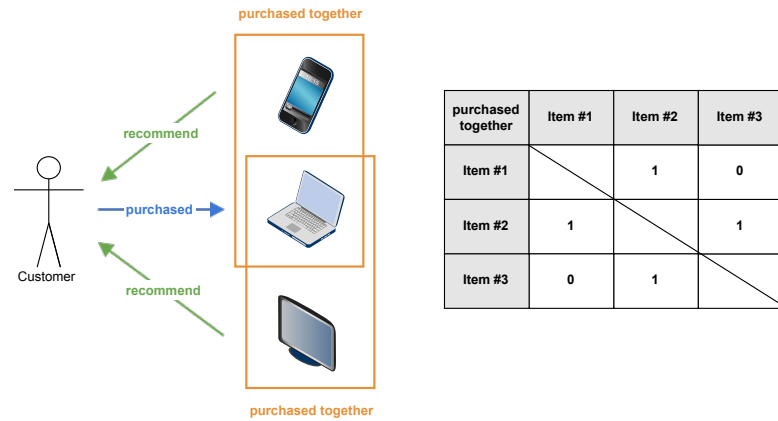 purchased together
recommend
purchased
Customer
recommend
purchased together
purchased together Item #1 Item #2 Item #3
Item #1 1 0
Item #2 1 1
Item #3 0 1